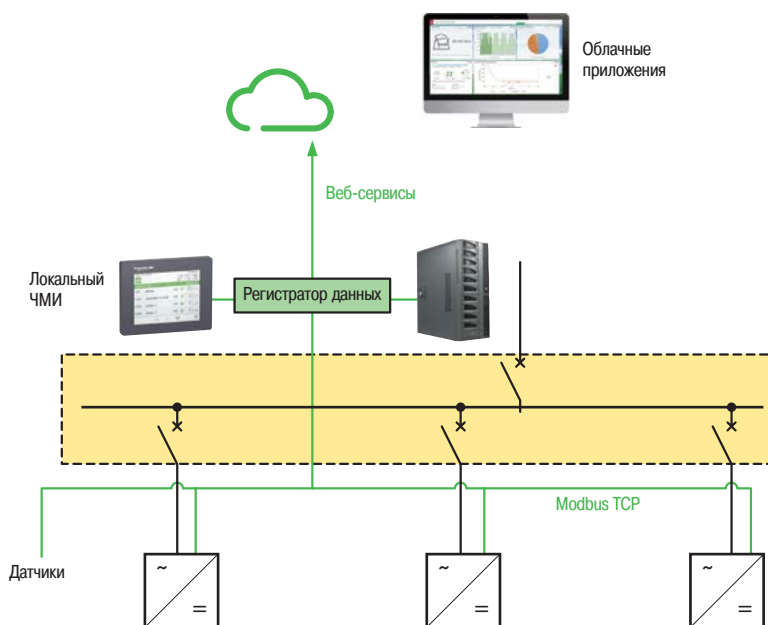 Облачные
приложения
Веб-сервисы
Локальный
ЧМИ
Регистратор данных
Modbus TCP
Датчики
~
=
~
=
~
=